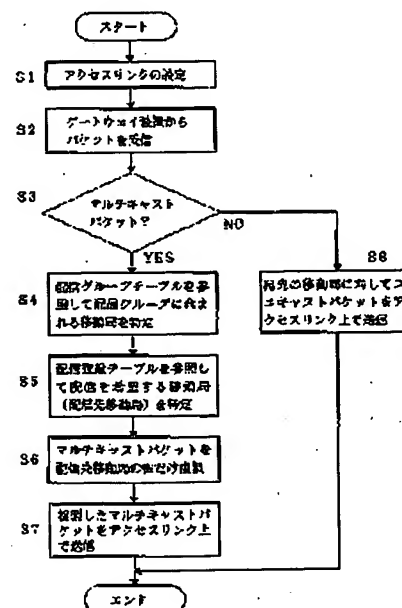 スタート
S1
アクセスリンクの設定
S2
ゲートウェイ装置から
パケットを受信
S3
マルチキャスト
パケット?
NO
YES
S4
配信グループテーブルを参
照して配信グループに含ま
れる移動局を特定
S8
宛先の移動局に対してユ
ニキャストパケットをア
クセスリンク上で送信
S5
配信登録テーブルを参照し
て配信を希望する移動局
(配信先移動局)を特定
S6
マルチキャストパケットを
配信先移動局の数だけ複製
S7
複製したマルチキャストパ
ケットをアクセスリンク上
で送信
エンド